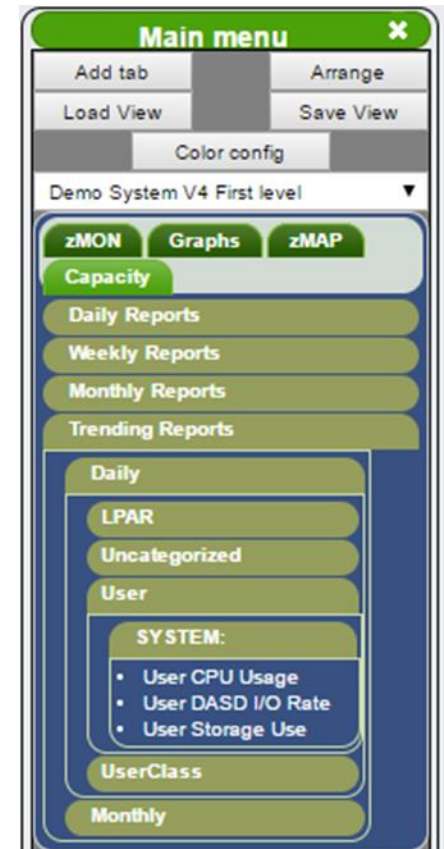 Main menu ×
Add tab Arrange
Load View Save View
Color config
Demo System V4 First level ▼
zMON Graphs zMAP
Capacity
Daily Reports
Weekly Reports
Monthly Reports
Trending Reports
Daily
LPAR
Uncategorized
User
SYSTEM:
• User CPU Usage
• User DASD I/O Rate
• User Storage Use
UserClass
Monthly